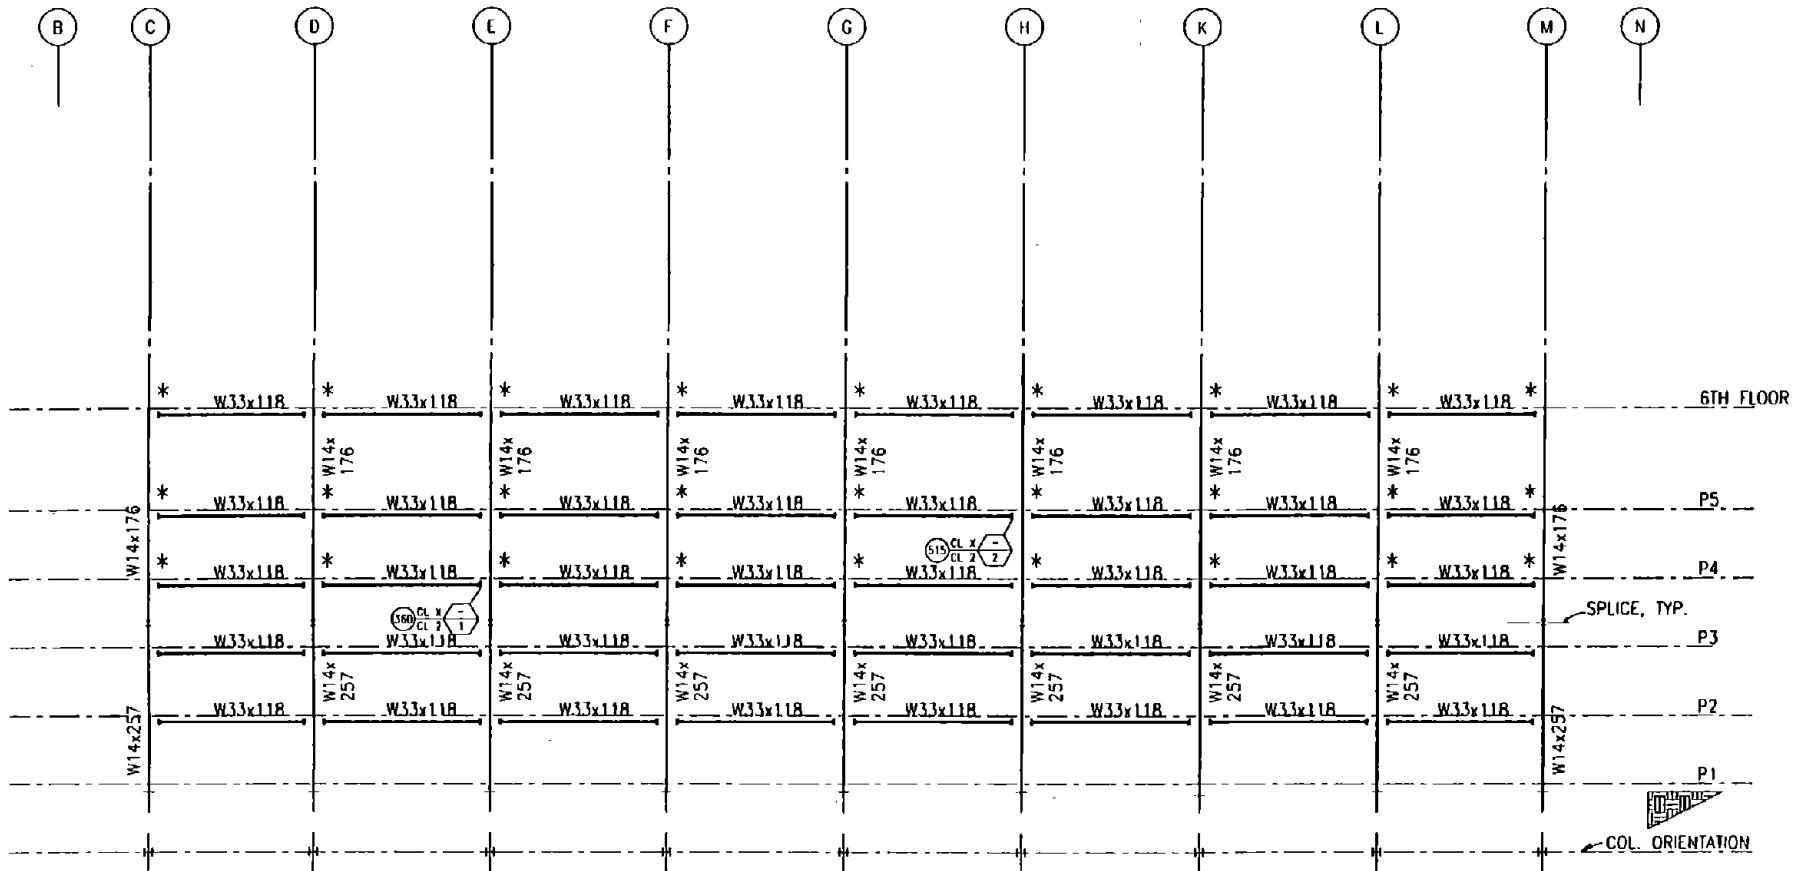 B C D E F G H K L M N
* W33x118 * W33x118 * W33x118 * W33x118 * W33x118 * W33x118 * W33x118 * W33x118 * 6TH FLOOR
W14x 176 W14x 176 W14x 176 W14x 176 W14x 176 W14x 176 W14x 176
* W33x118 * W33x118 * W33x118 * W33x118 * W33x118 * W33x118 * W33x118 * W33x118 * P5
W14x176 W14x176
515 CL X CL 2 - 2
* W33x118 * W33x118 * W33x118 * W33x118 * W33x118 * W33x118 * W33x118 * W33x118 * P4
360 CL X CL 2 - 1
SPLICE, TYP.
W33x118 W33x118 W33x118 W33x118 W33x118 W33x118 W33x118 W33x118 P3
W14x 257 W14x 257 W14x 257 W14x 257 W14x 257 W14x 257 W14x 257
W33x118 W33x118 W33x118 W33x118 W33x118 W33x118 W33x118 W33x118 P2
W14x257 W14x257
P1
COL. ORIENTATION